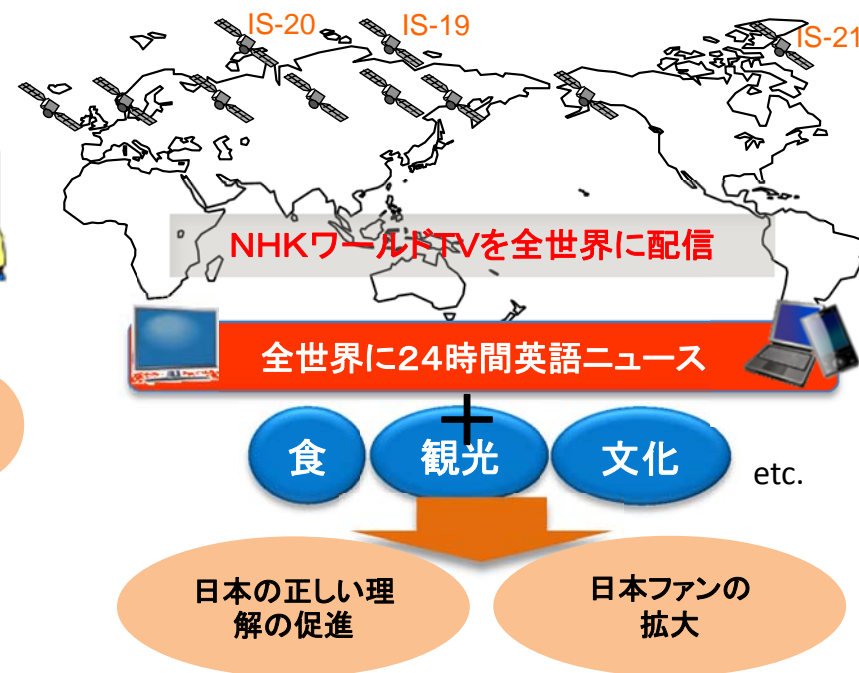 IS-20
IS-19
IS-21
NHKワールドTVを全世界に配信
全世界に24時間英語ニュース
+
食
観光
文化
etc.
日本の正しい理
解の促進
日本ファンの
拡大